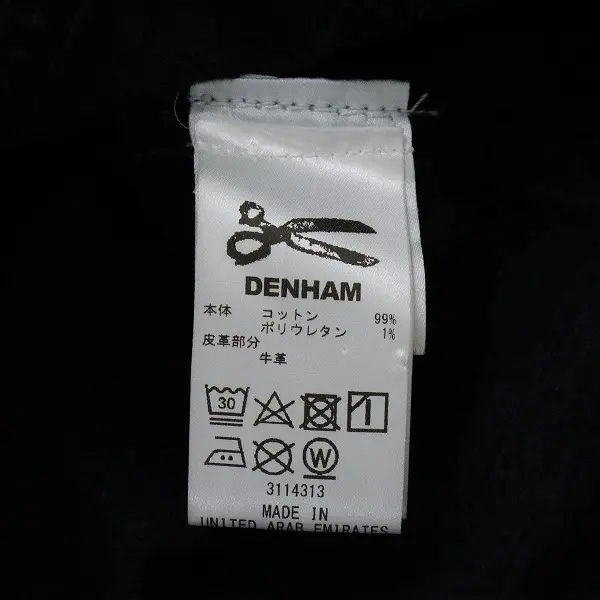 DENHAM
本体 コットン 99%
ポリウレタン 1%
皮革部分
牛革
30
W
3114313
MADE IN
UNITED ARAB EMIRATES